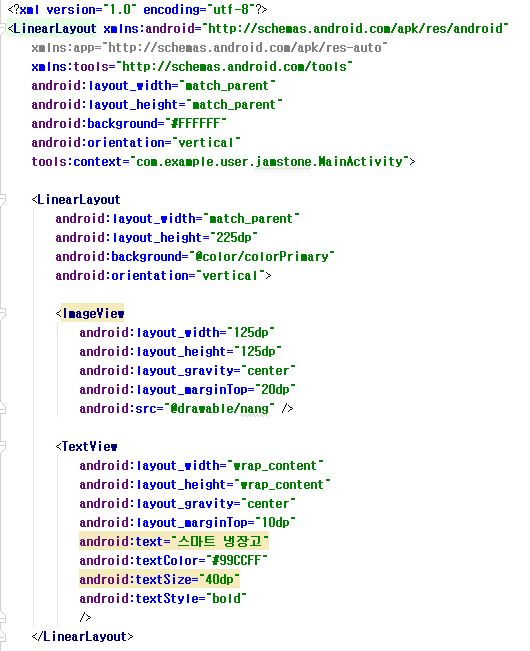 <?xml version="1.0" encoding="utf-8"?>
<LinearLayout xmlns:android="http://schemas.android.com/apk/res/android"
    xmlns:app="http://schemas.android.com/apk/res-auto"
    xmlns:tools="http://schemas.android.com/tools"
    android:layout_width="match_parent"
    android:layout_height="match_parent"
    android:background="#FFFFFF"
    android:orientation="vertical"
    tools:context="com.example.user.jamstone.MainActivity">

    <LinearLayout
        android:layout_width="match_parent"
        android:layout_height="225dp"
        android:background="@color/colorPrimary"
        android:orientation="vertical">

        <ImageView
            android:layout_width="125dp"
            android:layout_height="125dp"
            android:layout_gravity="center"
            android:layout_marginTop="20dp"
            android:src="@drawable/nang" />

        <TextView
            android:layout_width="wrap_content"
            android:layout_height="wrap_content"
            android:layout_gravity="center"
            android:layout_marginTop="10dp"
            android:text="스마트 냉장고"
            android:textColor="#99CCFF"
            android:textSize="40dp"
            android:textStyle="bold"
            />
    </LinearLayout>